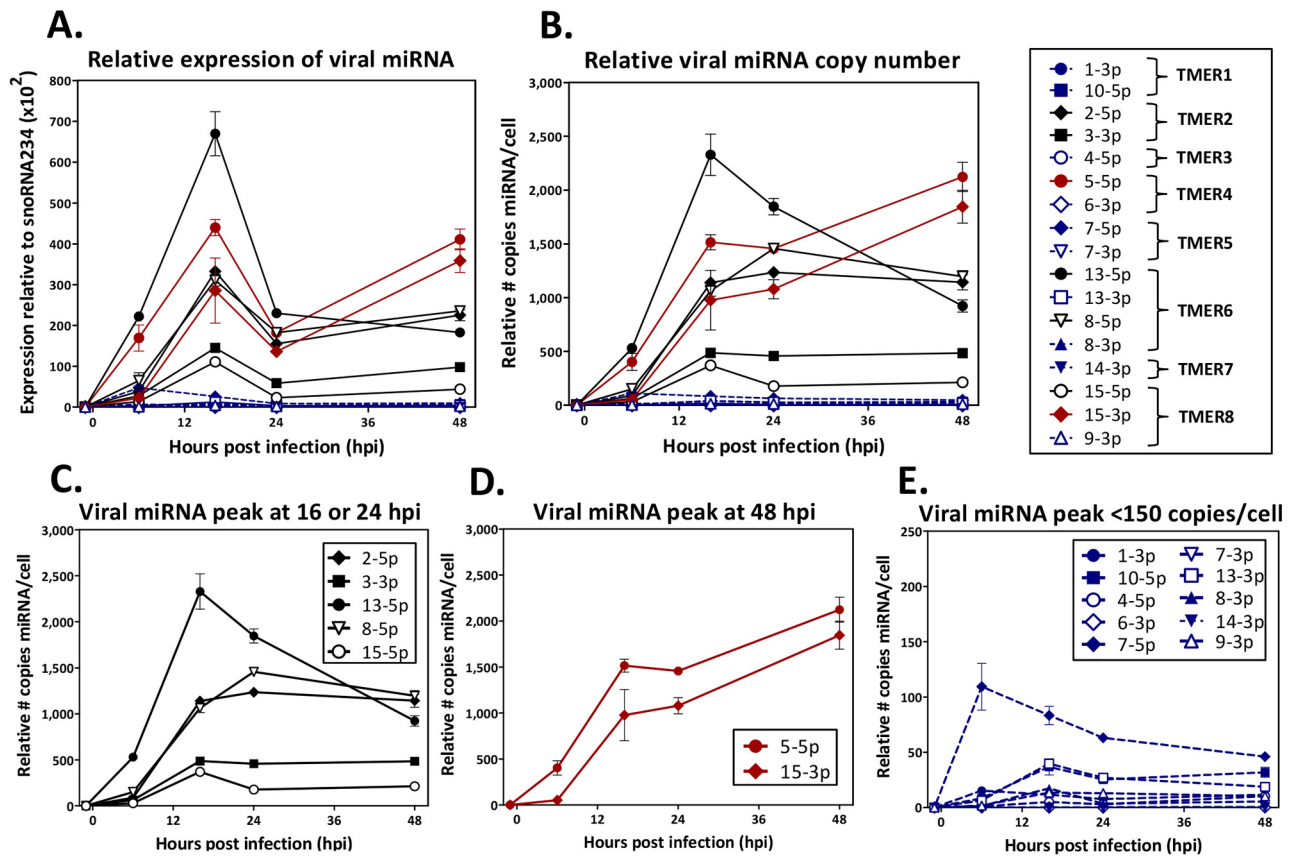 A.
Relative expression of viral miRNA
Expression relative to snoRNA234 (x10²)
800
700
600
500
400
300
200
100
0
0 12 24 36 48
Hours post infection (hpi)
B.
Relative viral miRNA copy number
Relative # copies miRNA/cell
3,000
2,500
2,000
1,500
1,000
500
0
0 12 24 36 48
Hours post infection (hpi)
1-3p
10-5p
TMER1
2-5p
3-3p
TMER2
4-5p
TMER3
5-5p
6-3p
TMER4
7-5p
7-3p
TMER5
13-5p
13-3p
8-5p
8-3p
TMER6
14-3p
TMER7
15-5p
15-3p
9-3p
TMER8
C.
Viral miRNA peak at 16 or 24 hpi
Relative # copies miRNA/cell
3,000
2,500
2,000
1,500
1,000
500
0
0 12 24 36 48
Hours post infection (hpi)
2-5p
3-3p
13-5p
8-5p
15-5p
D.
Viral miRNA peak at 48 hpi
Relative # copies miRNA/cell
3,000
2,500
2,000
1,500
1,000
500
0
0 12 24 36 48
Hours post infection (hpi)
5-5p
15-3p
E.
Viral miRNA peak <150 copies/cell
Relative # copies miRNA/cell
250
200
150
100
50
0
0 12 24 36 48
Hours post infection (hpi)
1-3p
10-5p
4-5p
6-3p
7-5p
7-3p
13-3p
8-3p
14-3p
9-3p